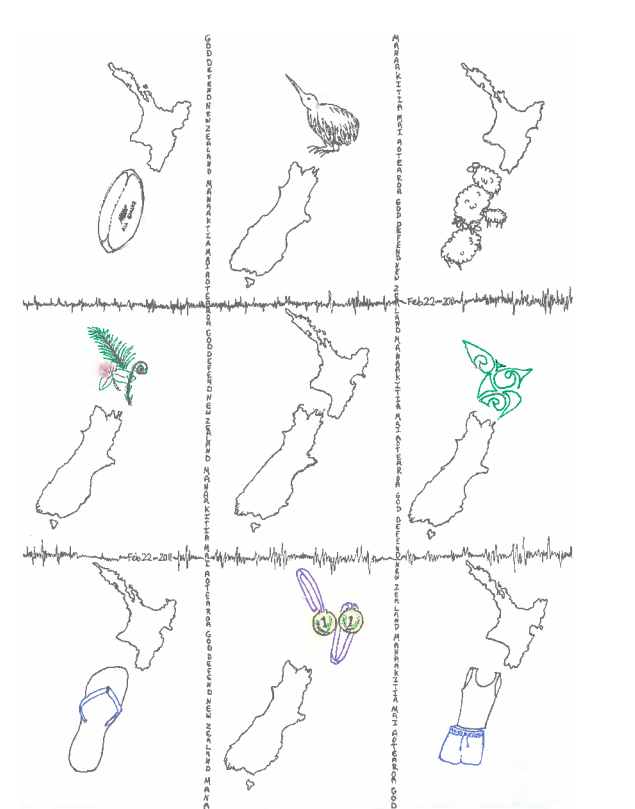 GOD DEFEND NEW ZEALAND MANAAKITIA MAI AOTEAROA GOD DEFEND NEW ZEALAND MANAAKITIA MAI AOTEAROA GOD DEFEND NEW ZEALAND MANA
MANAAKITIA MAI AOTEAROA GOD DEFEND NEW ZEALAND MANAAKITIA MAI AOTEAROA GOD DEFEND NEW ZEALAND MANAAKITIA MAI AOTEAROA GOD
Feb 22-2011
Feb 22-2011
1